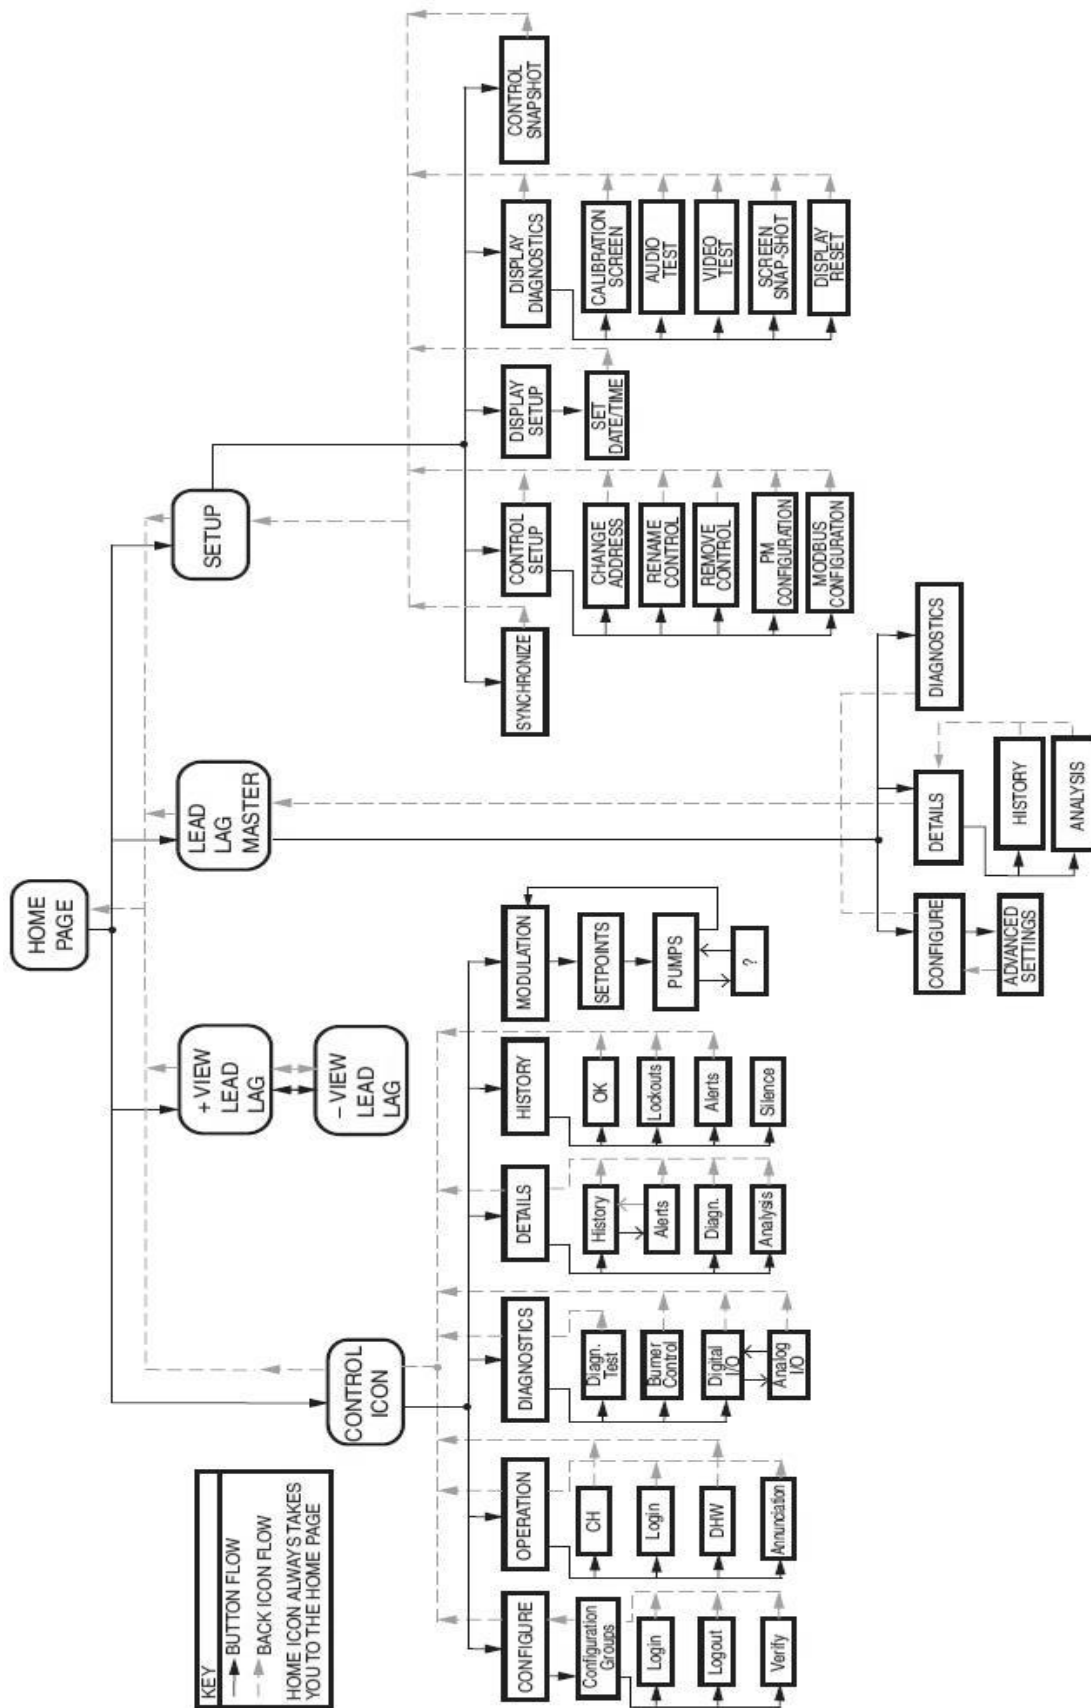 HOME
PAGE
KEY
BUTTON FLOW
BACK ICON FLOW
HOME ICON ALWAYS TAKES
YOU TO THE HOME PAGE
CONTROL
ICON
+ VIEW
LEAD
LAG
– VIEW
LEAD
LAG
LEAD
LAG
MASTER
SETUP
CONFIGURE
Configuration
Groups
Login
Logout
Verify
OPERATION
CH
Login
DHW
Annunciation
DIAGNOSTICS
Diagn.
Test
Burner
Control
Digital
I/O
Analog
I/O
DETAILS
History
Alerts
Diagn.
Analysis
HISTORY
OK
Lockouts
Alerts
Silence
MODULATION
SETPOINTS
PUMPS
?
SYNCHRONIZE
CONTROL
SETUP
CHANGE
ADDRESS
RENAME
CONTROL
REMOVE
CONTROL
PM
CONFIGURATION
MODBUS
CONFIGURATION
DISPLAY
SETUP
SET
DATE/TIME
DISPLAY
DIAGNOSTICS
CALIBRATION
SCREEN
AUDIO
TEST
VIDEO
TEST
SCREEN
SNAP-SHOT
DISPLAY
RESET
CONTROL
SNAPSHOT
CONFIGURE
ADVANCED
SETTINGS
DETAILS
HISTORY
ANALYSIS
DIAGNOSTICS